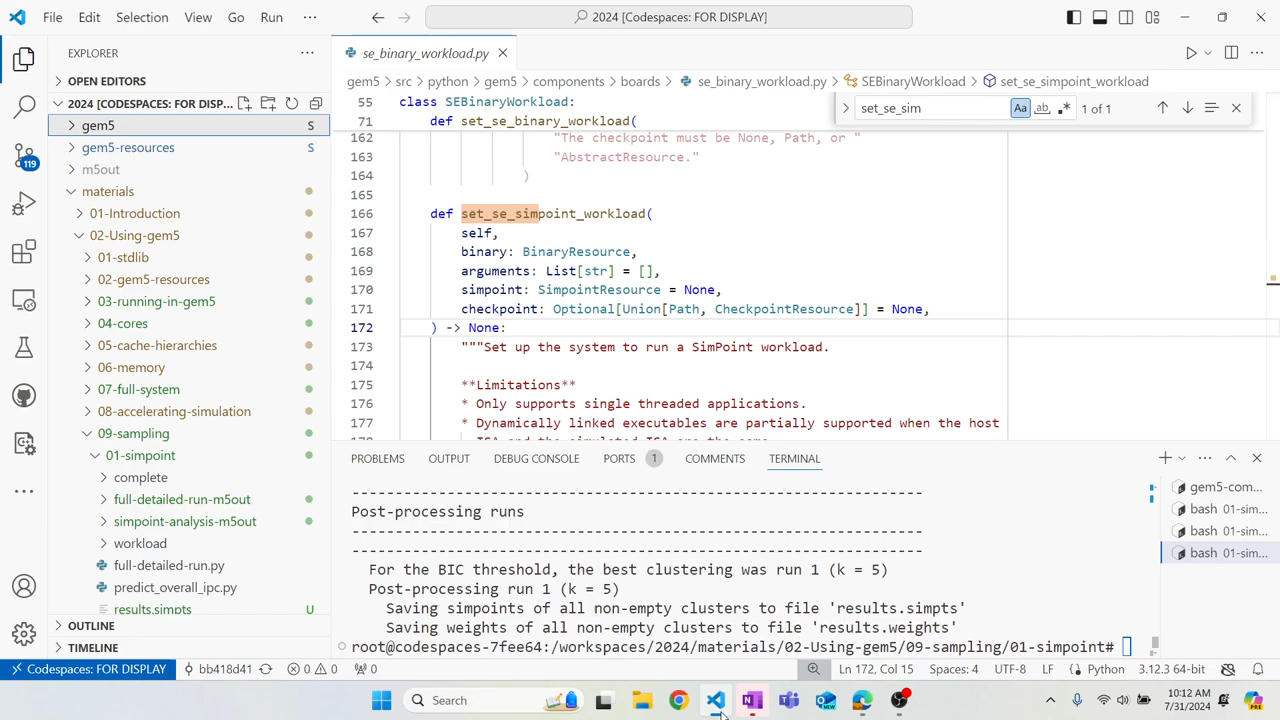 File Edit Selection View Go Run ···
2024 [Codespaces: FOR DISPLAY]
EXPLORER
OPEN EDITORS
2024 [CODESPACES: FOR DISP...
gem5 S
gem5-resources S
m5out
materials
01-Introduction
02-Using-gem5
01-stdlib
02-gem5-resources
03-running-in-gem5
04-cores
05-cache-hierarchies
06-memory
07-full-system
08-accelerating-simulation
09-sampling
01-simpoint
complete
full-detailed-run-m5out
simpoint-analysis-m5out
workload
full-detailed-run.py
predict_overall_ipc.py
results.simpts U
OUTLINE
TIMELINE
119
se_binary_workload.py
gem5 > src > python > gem5 > components > boards > se_binary_workload.py > SEBinaryWorkload > set_se_simpoint_workload
set_se_sim Aa ab 1 of 1
55 class SEBinaryWorkload:
71 def set_se_binary_workload(
162 "The checkpoint must be None, Path, or "
163 "AbstractResource."
164 )
165
166 def set_se_simpoint_workload(
167 self,
168 binary: BinaryResource,
169 arguments: List[str] = [],
170 simpoint: SimpointResource = None,
171 checkpoint: Optional[Union[Path, CheckpointResource]] = None,
172 ) -> None:
173 """Set up the system to run a SimPoint workload.
174
175 **Limitations**
176 * Only supports single threaded applications.
177 * Dynamically linked executables are partially supported when the host
PROBLEMS OUTPUT DEBUG CONSOLE PORTS 1 COMMENTS TERMINAL
--------------------------------------------------------------
Post-processing runs
--------------------------------------------------------------
--------------------------------------------------------------
For the BIC threshold, the best clustering was run 1 (k = 5)
Post-processing run 1 (k = 5)
Saving simpoints of all non-empty clusters to file 'results.simpts'
Saving weights of all non-empty clusters to file 'results.weights'
root@codespaces-7fee64:/workspaces/2024/materials/02-Using-gem5/09-sampling/01-simpoint#
gem5-com...
bash 01-sim...
bash 01-sim...
bash 01-sim...
Codespaces: FOR DISPLAY bb418d41 0 0 0 Ln 172, Col 15 Spaces: 4 UTF-8 LF Python 3.12.3 64-bit
Search
10:12 AM
7/31/2024